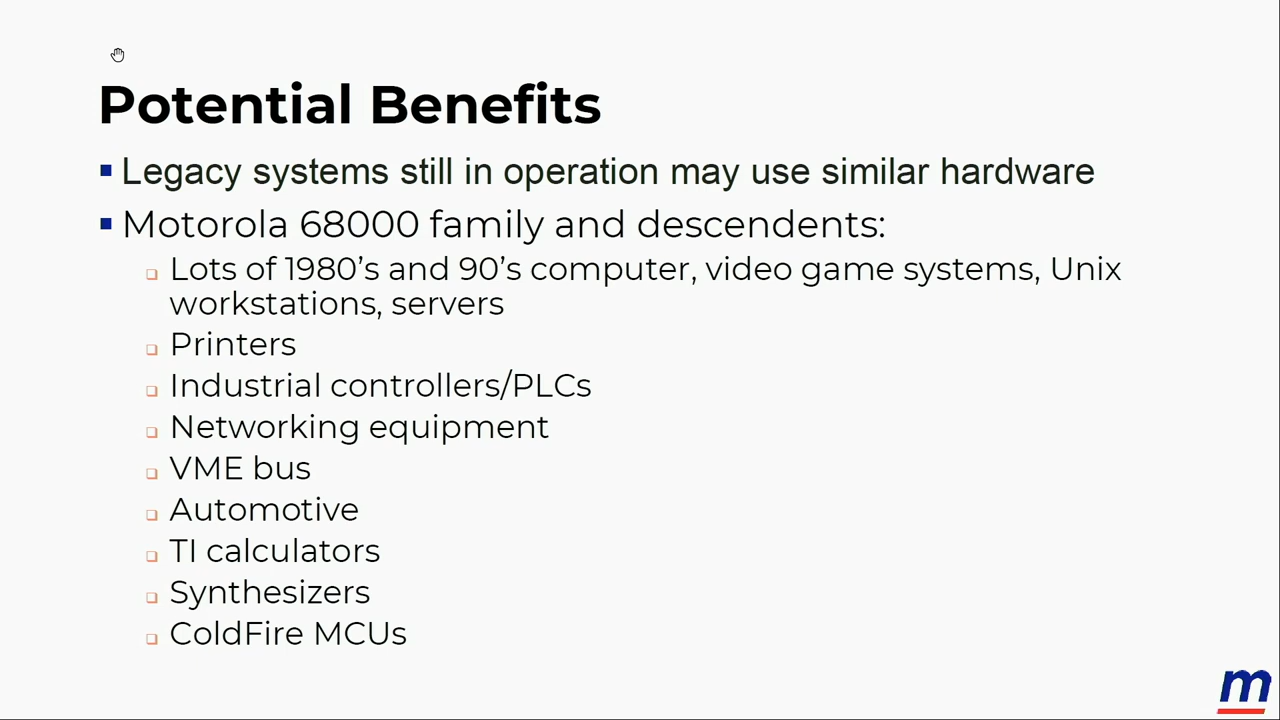 Potential Benefits
Legacy systems still in operation may use similar hardware
Motorola 68000 family and descendents:
Lots of 1980's and 90's computer, video game systems, Unix
workstations, servers
Printers
Industrial controllers/PLCs
Networking equipment
VME bus
Automotive
TI calculators
Synthesizers
ColdFire MCUs
m